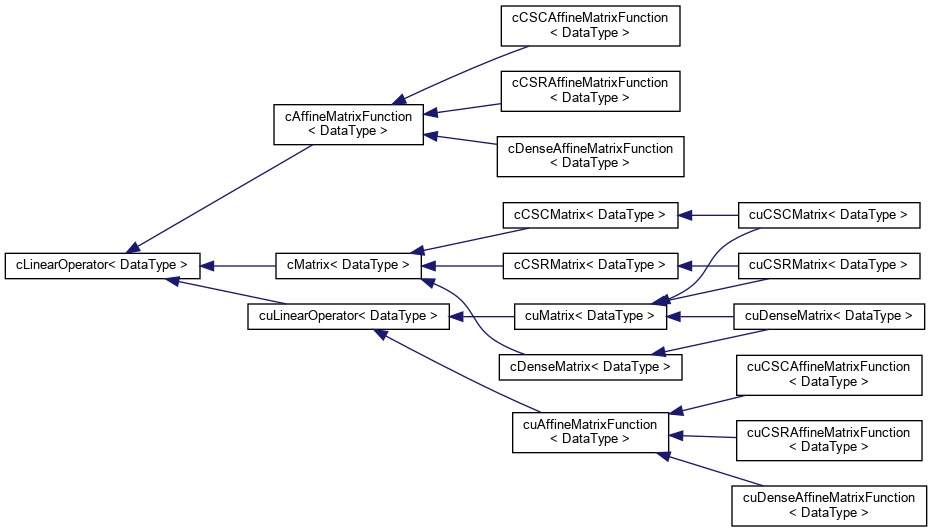 cCSCAffineMatrixFunction
< DataType >
cCSRAffineMatrixFunction
< DataType >
cAffineMatrixFunction
< DataType >
cDenseAffineMatrixFunction
< DataType >
cCSCMatrix< DataType >
cuCSCMatrix< DataType >
cLinearOperator< DataType >
cMatrix< DataType >
cCSRMatrix< DataType >
cuCSRMatrix< DataType >
cuLinearOperator< DataType >
cuMatrix< DataType >
cuDenseMatrix< DataType >
cDenseMatrix< DataType >
cuCSCAffineMatrixFunction
< DataType >
cuAffineMatrixFunction
< DataType >
cuCSRAffineMatrixFunction
< DataType >
cuDenseAffineMatrixFunction
< DataType >